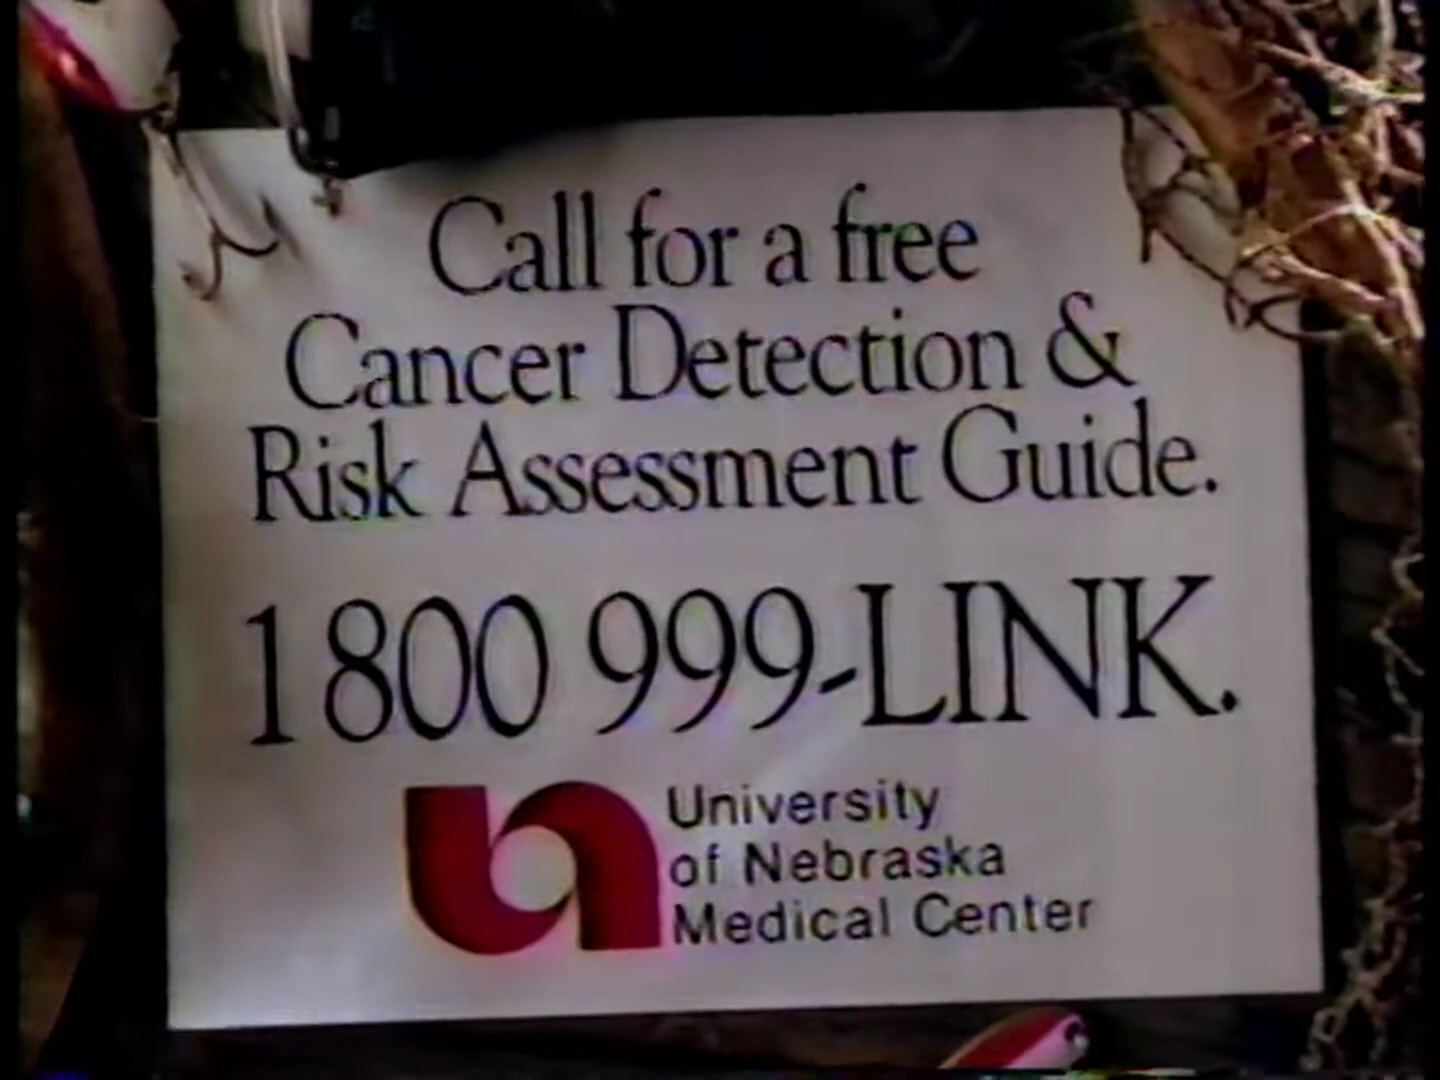 Call for a free
Cancer Detection &
Risk Assessment Guide.
1 800 999-LINK.
University
of Nebraska
Medical Center